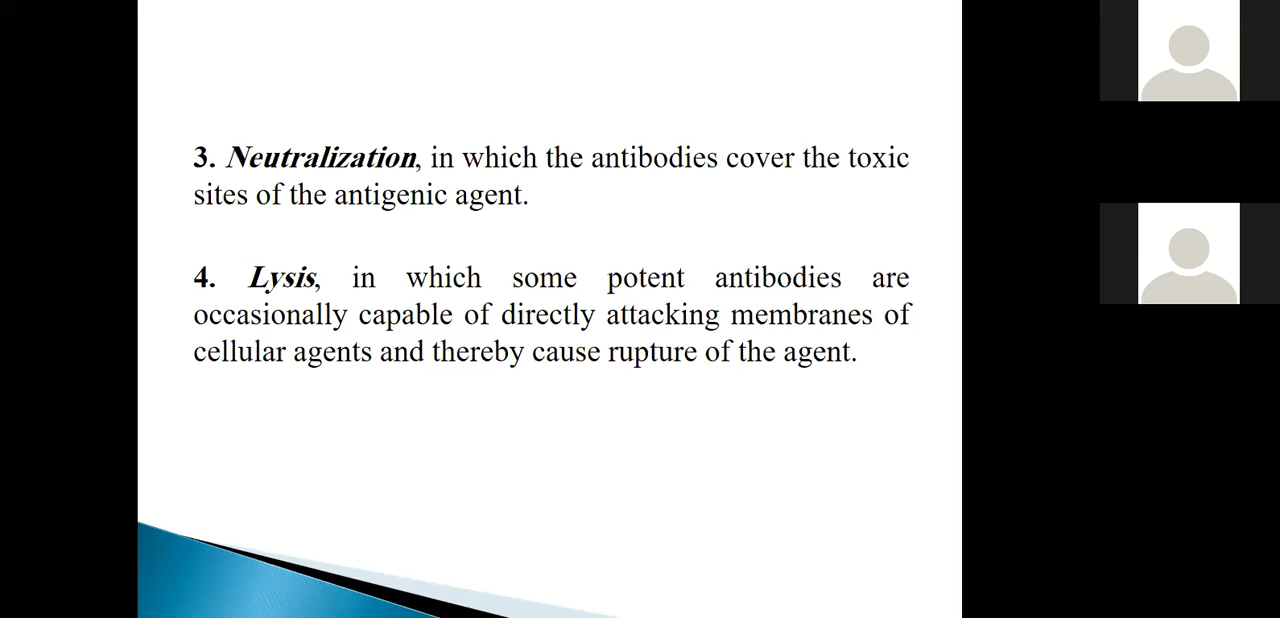 3. Neutralization, in which the antibodies cover the toxic
sites of the antigenic agent.
4. Lysis, in which some potent antibodies are
occasionally capable of directly attacking membranes of
cellular agents and thereby cause rupture of the agent.